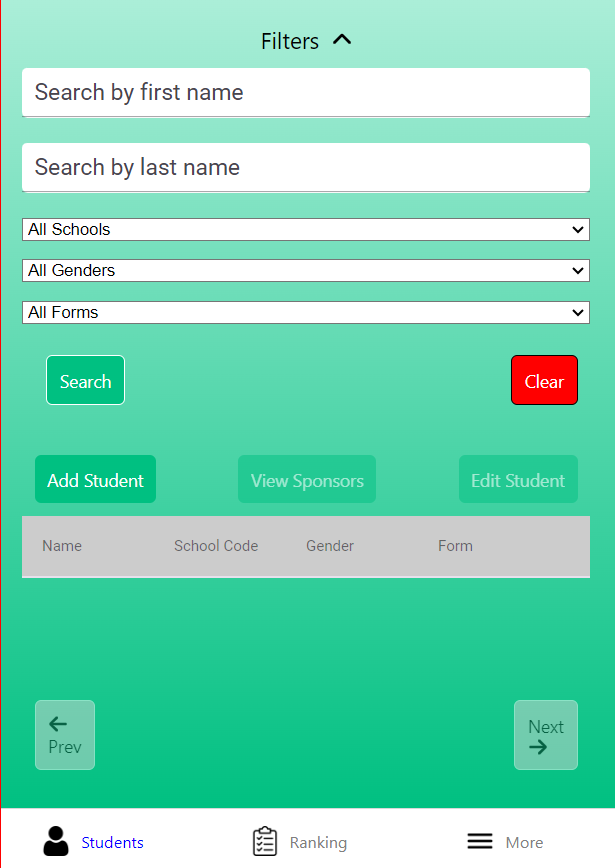 Filters
Search by first name
Search by last name
All Schools
All Genders
All Forms
Search Clear
Add Student View Sponsors Edit Student
Name School Code Gender Form
Prev Next
Students Ranking More